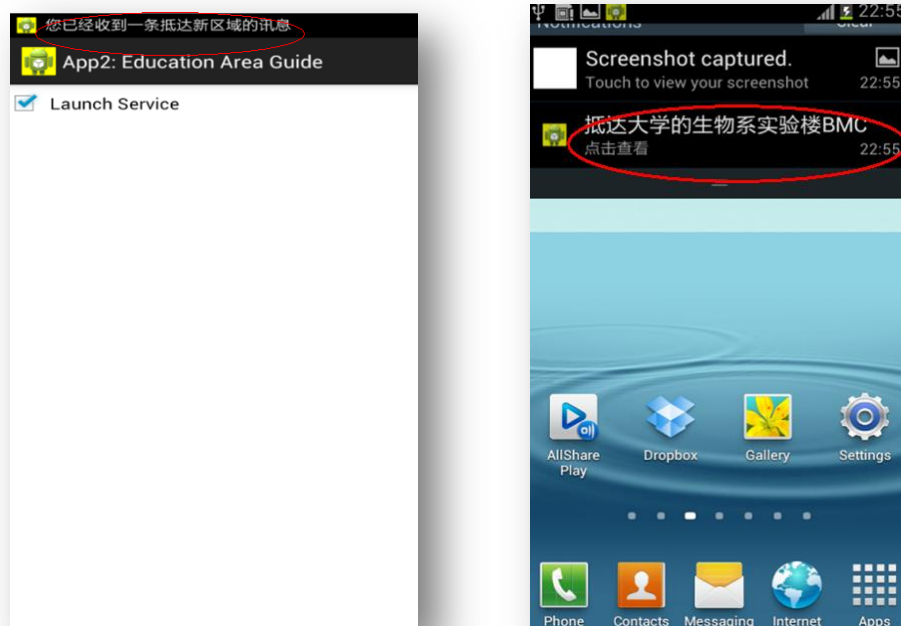 您已经收到一条抵达新区域的讯息
App2: Education Area Guide
Launch Service
22:55
Notifications
Clear
Screenshot captured.
Touch to view your screenshot
22:55
抵达大学的生物系实验楼BMC
点击查看
22:55
AllShare
Play
Dropbox
Gallery
Settings
Phone
Contacts
Messaging
Internet
Apps